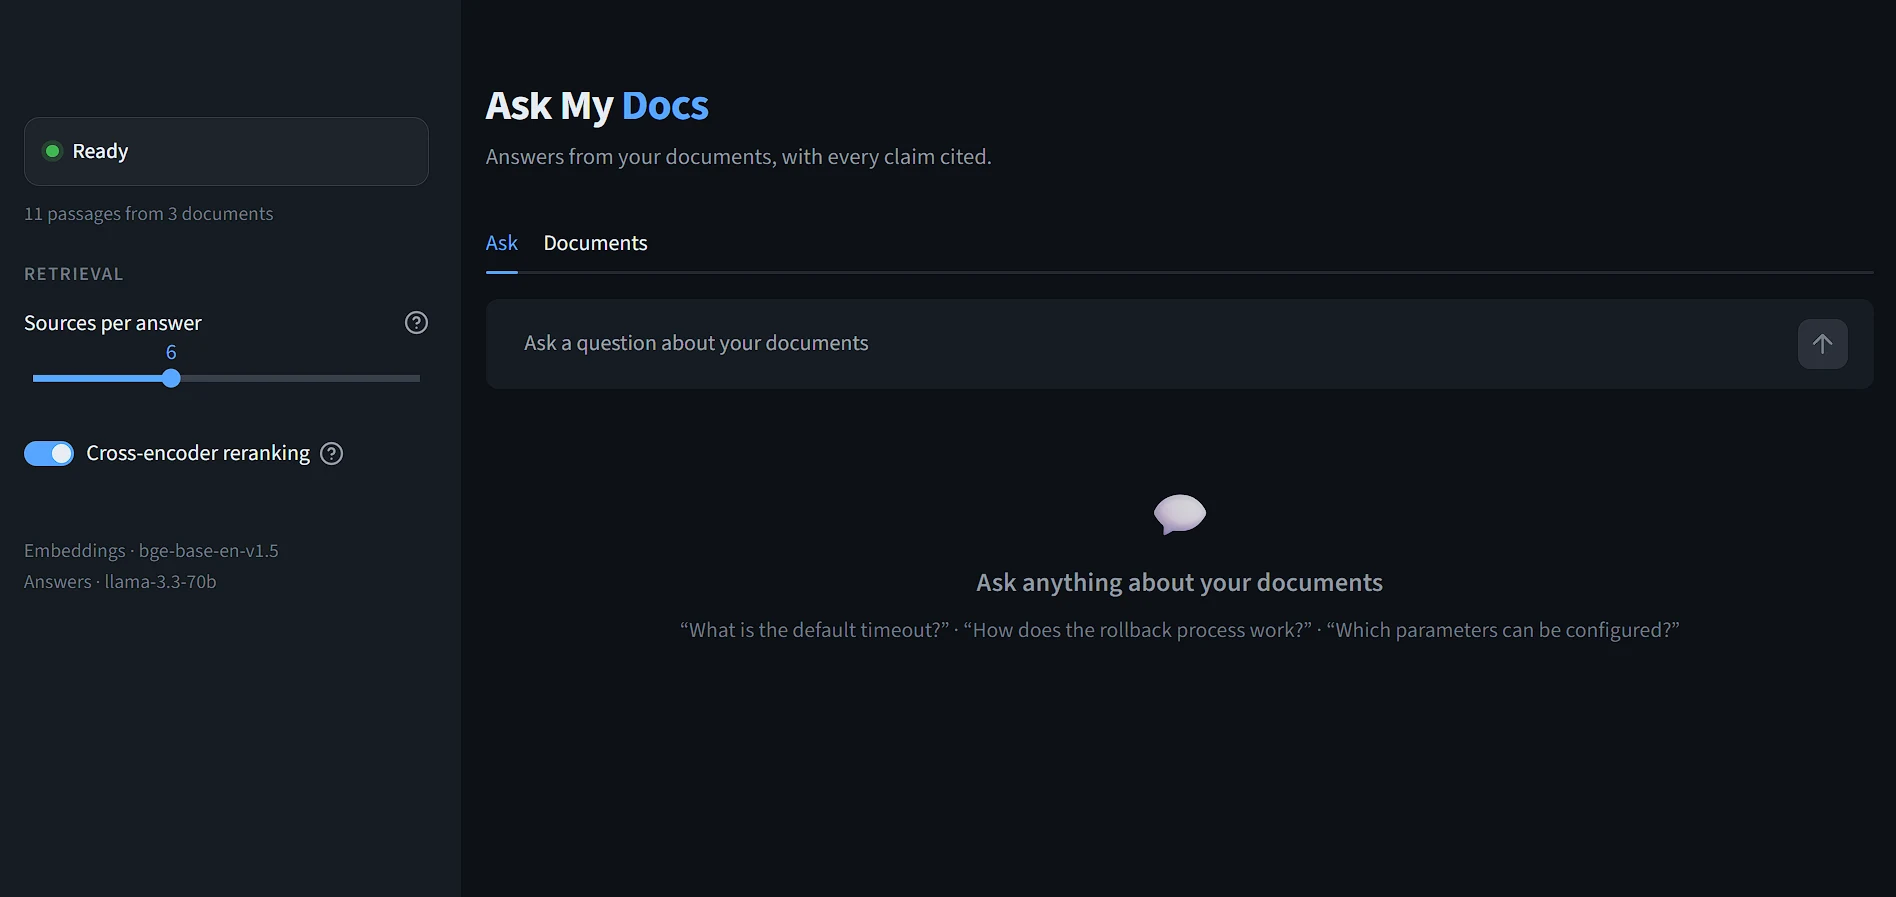 Ready
11 passages from 3 documents
RETRIEVAL
Sources per answer
6
Cross-encoder reranking
Embeddings · bge-base-en-v1.5
Answers · llama-3.3-70b
Ask My Docs
Answers from your documents, with every claim cited.
Ask Documents
Ask a question about your documents
Ask anything about your documents
“What is the default timeout?” · “How does the rollback process work?” · “Which parameters can be configured?”